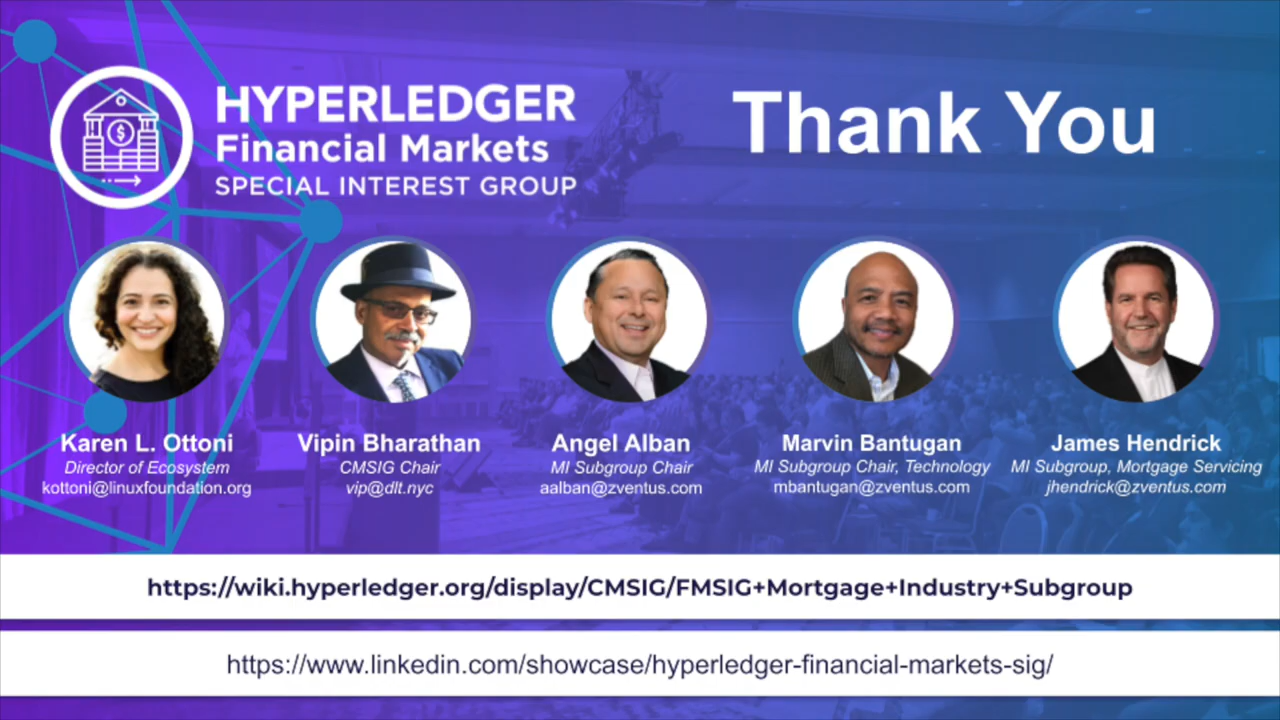 HYPERLEDGER
Financial Markets
SPECIAL INTEREST GROUP
Thank You
Karen L. Ottoni
Director of Ecosystem
kottoni@linuxfoundation.org
Vipin Bharathan
CMSIG Chair
vip@dlt.nyc
Angel Alban
MI Subgroup Chair
aalban@zventus.com
Marvin Bantugan
MI Subgroup Chair, Technology
mbantugan@zventus.com
James Hendrick
MI Subgroup, Mortgage Servicing
jhendrick@zventus.com
https://wiki.hyperledger.org/display/CMSIG/FMSIG+Mortgage+Industry+Subgroup
https://www.linkedin.com/showcase/hyperledger-financial-markets-sig/